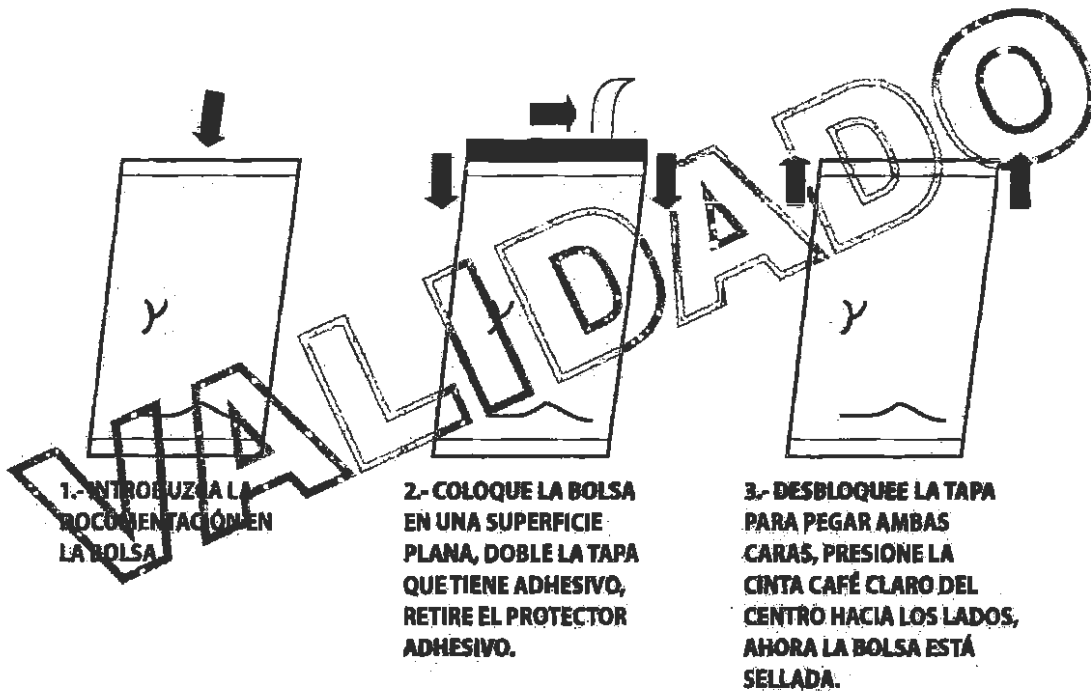 VALIDADO
1.- INTRODUZCA LA
DOCUMENTACIÓN EN
LA BOLSA
2.- COLOQUE LA BOLSA
EN UNA SUPERFICIE
PLANA, DOBLE LA TAPA
QUE TIENE ADHESIVO,
RETIRE EL PROTECTOR
ADHESIVO.
3.- DESBLOQUEE LA TAPA
PARA PEGAR AMBAS
CARAS, PRESIONE LA
CINTA CAFÉ CLARO DEL
CENTRO HACIA LOS LADOS,
AHORA LA BOLSA ESTÁ
SELLADA.